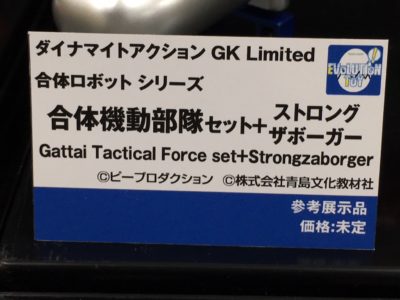 ダイナマイトアクション GK Limited
EVOLUTION TOY
合体ロボット シリーズ
合体機動部隊セット+ストロングザボーガー
Gattai Tactical Force set+Strongzaborger
©ピープロダクション ©株式会社青島文化教材社
参考展示品
価格:未定